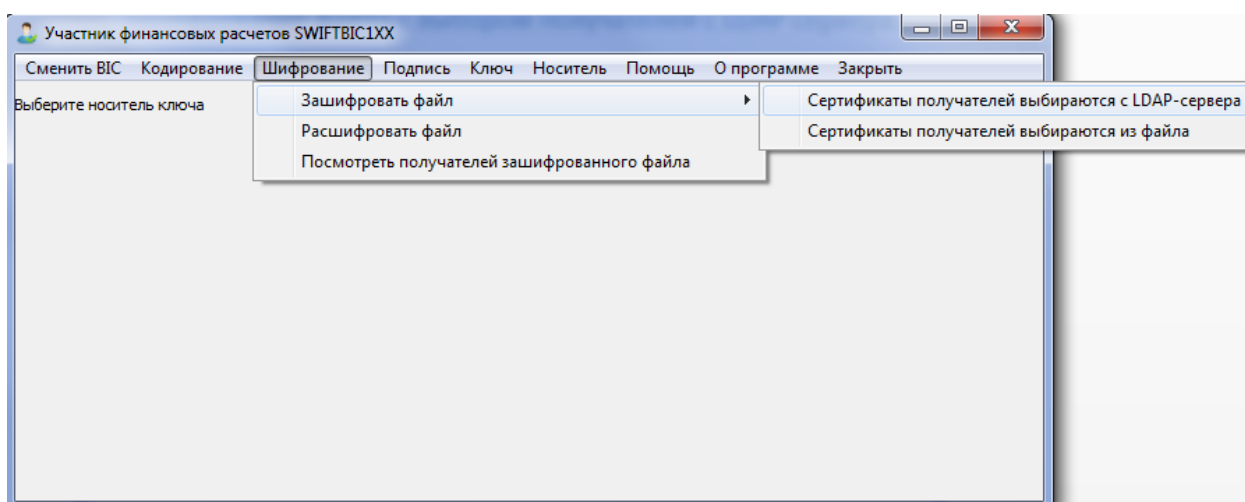 Участник финансовых расчетов SWIFTBIC1XX
Сменить BIC Кодирование Шифрование Подпись Ключ Носитель Помощь О программе Закрыть
Выберите носитель ключа
Зашифровать файл
Расшифровать файл
Посмотреть получателей зашифрованного файла
Сертификаты получателей выбираются с LDAP-сервера
Сертификаты получателей выбираются из файла